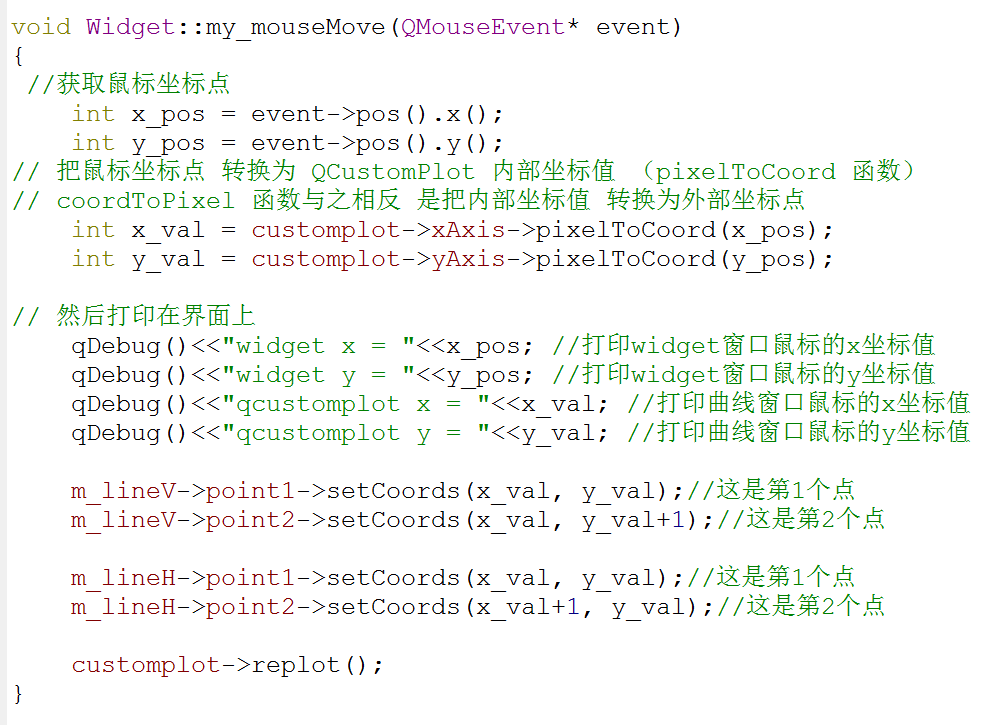 void Widget::my_mouseMove(QMouseEvent* event)
{
//获取鼠标坐标点
int x_pos = event->pos().x();
int y_pos = event->pos().y();
// 把鼠标坐标点 转换为 QCustomPlot 内部坐标值 （pixelToCoord 函数）
// coordToPixel 函数与之相反 是把内部坐标值 转换为外部坐标点
int x_val = customplot->xAxis->pixelToCoord(x_pos);
int y_val = customplot->yAxis->pixelToCoord(y_pos);
// 然后打印在界面上
qDebug()<<"widget x = "<<x_pos; //打印widget窗口鼠标的x坐标值
qDebug()<<"widget y = "<<y_pos; //打印widget窗口鼠标的y坐标值
qDebug()<<"qcustomplot x = "<<x_val; //打印曲线窗口鼠标的x坐标值
qDebug()<<"qcustomplot y = "<<y_val; //打印曲线窗口鼠标的y坐标值
m_lineV->point1->setCoords(x_val, y_val);//这是第1个点
m_lineV->point2->setCoords(x_val, y_val+1);//这是第2个点
m_lineH->point1->setCoords(x_val, y_val);//这是第1个点
m_lineH->point2->setCoords(x_val+1, y_val);//这是第2个点
customplot->replot();
}